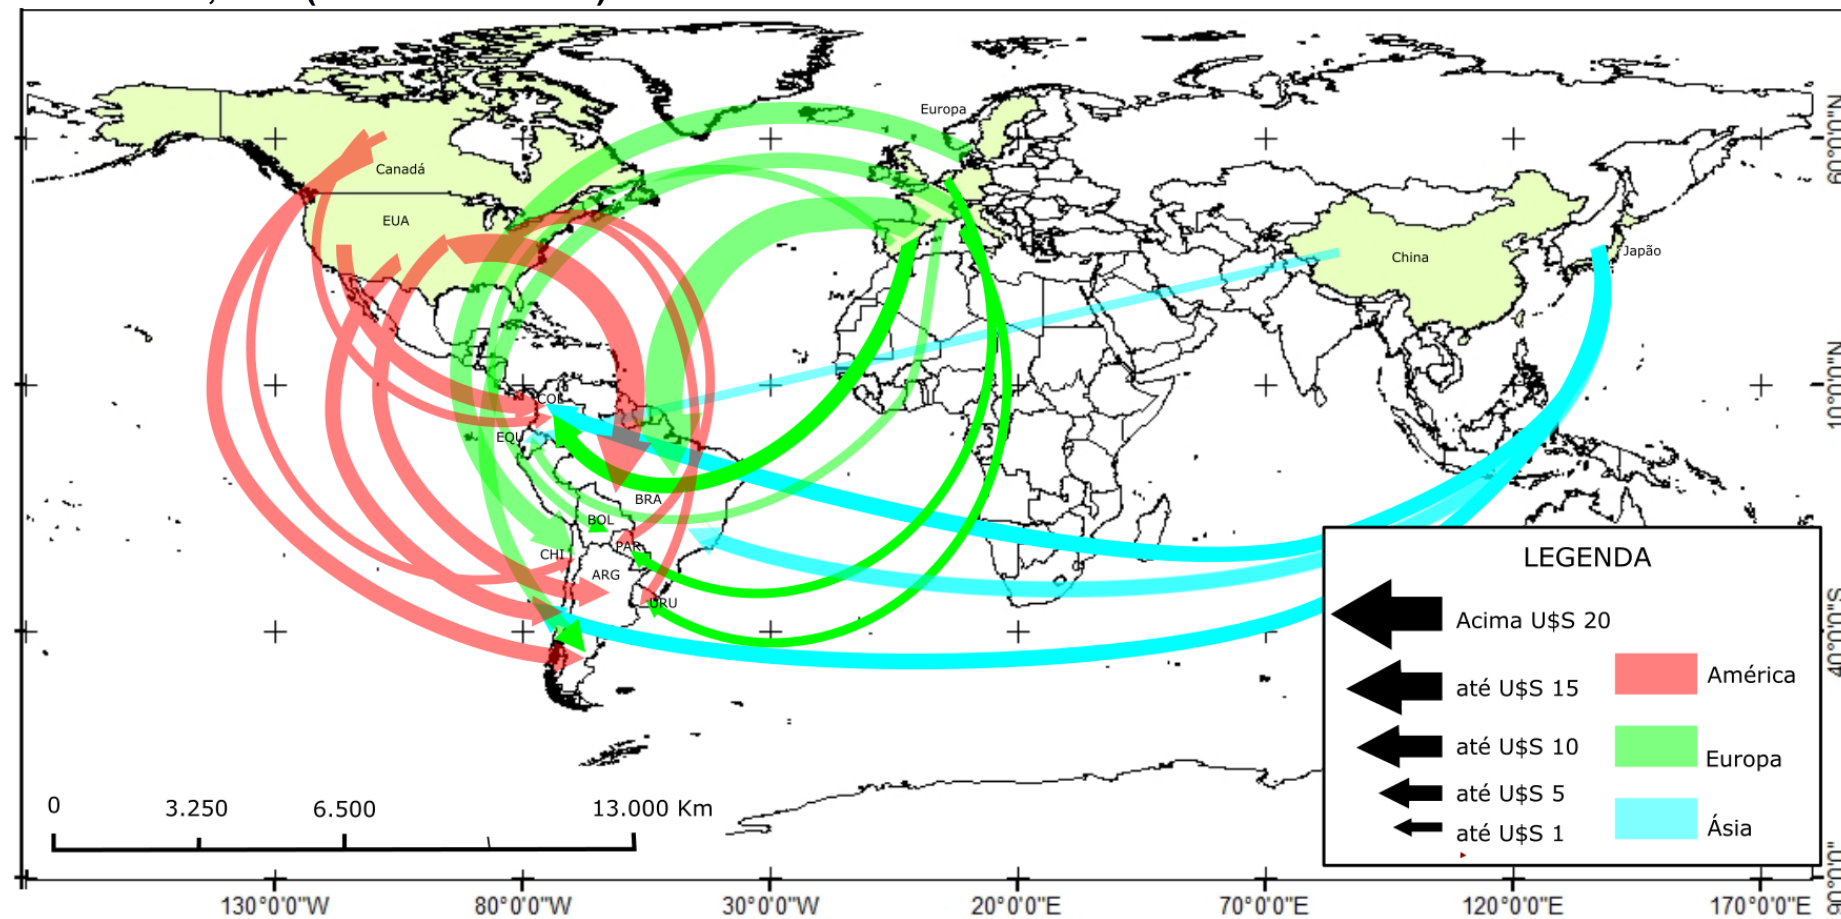 Europa
Canadá
EUA
China
Japão
COL
EQU
BRA
BOL
PAR
CHI
ARG
URU
60°0'0"N
10°0'0"N
40°0'0"S
90°0'0"
LEGENDA
Acima U$S 20
até U$S 15
América
até U$S 10
Europa
até U$S 5
até U$S 1
Ásia
0 3.250 6.500 13.000 Km
130°0'0"W 80°0'0"W 30°0'0"W 20°0'0"E 70°0'0"E 120°0'0"E 170°0'0"E